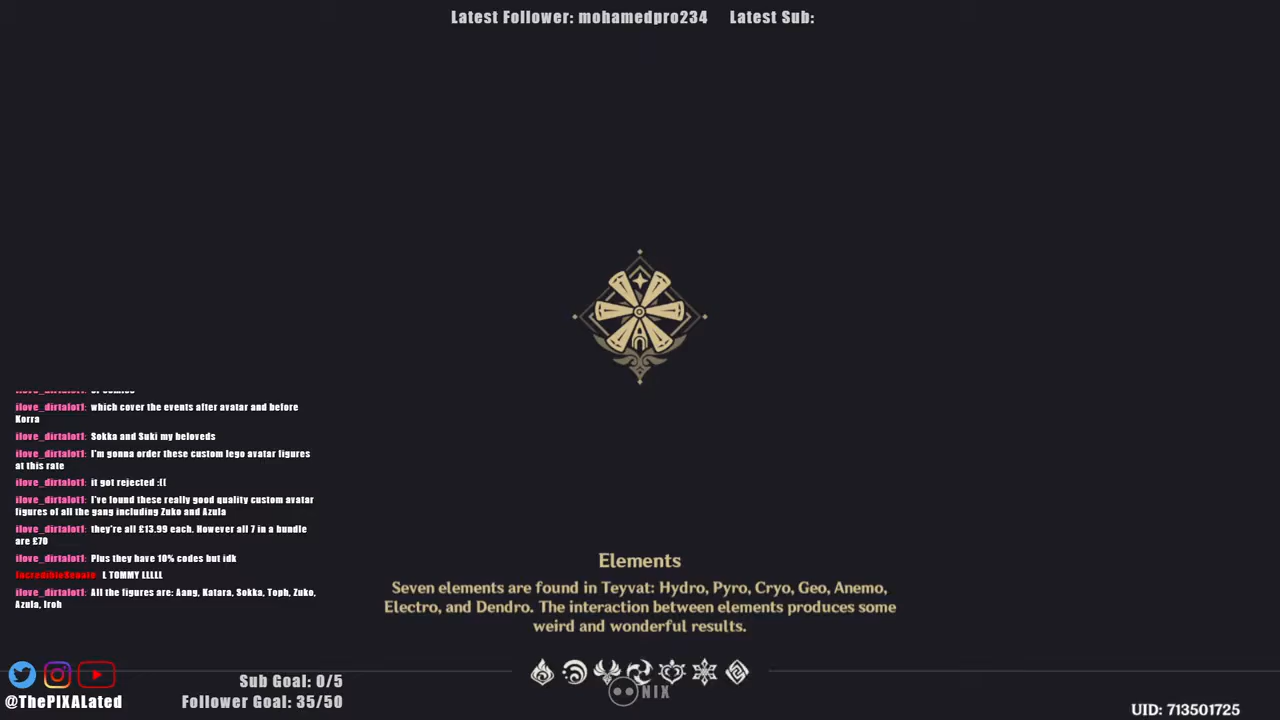 Latest Follower: mohamedpro234 Latest Sub:
ilove_dirtalot1:
which cover the events after avatar and before
Korra
ilove_dirtalot1: Sokka and Suki my beloveds
ilove_dirtalot1: I'm gonna order these custom lego avatar figures
at this rate
ilove_dirtalot1: it got rejected :((
ilove_dirtalot1: I've found these really good quality custom avatar
figures of all the gang including Zuko and Azula
ilove_dirtalot1: they're all £13.99 each. However all 7 in a bundle
are £70
ilove_dirtalot1: Plus they have 10% codes but idk
IncredibleSenate: L TOMMY LLLLL
ilove_dirtalot1: All the figures are: Aang, Katara, Sokka, Toph, Zuko,
Azula, Iroh
Elements
Seven elements are found in Teyvat: Hydro, Pyro, Cryo, Geo, Anemo,
Electro, and Dendro. The interaction between elements produces some
weird and wonderful results.
NIX
@ThePIXALated
Sub Goal: 0/5
Follower Goal: 35/50
UID: 713501725